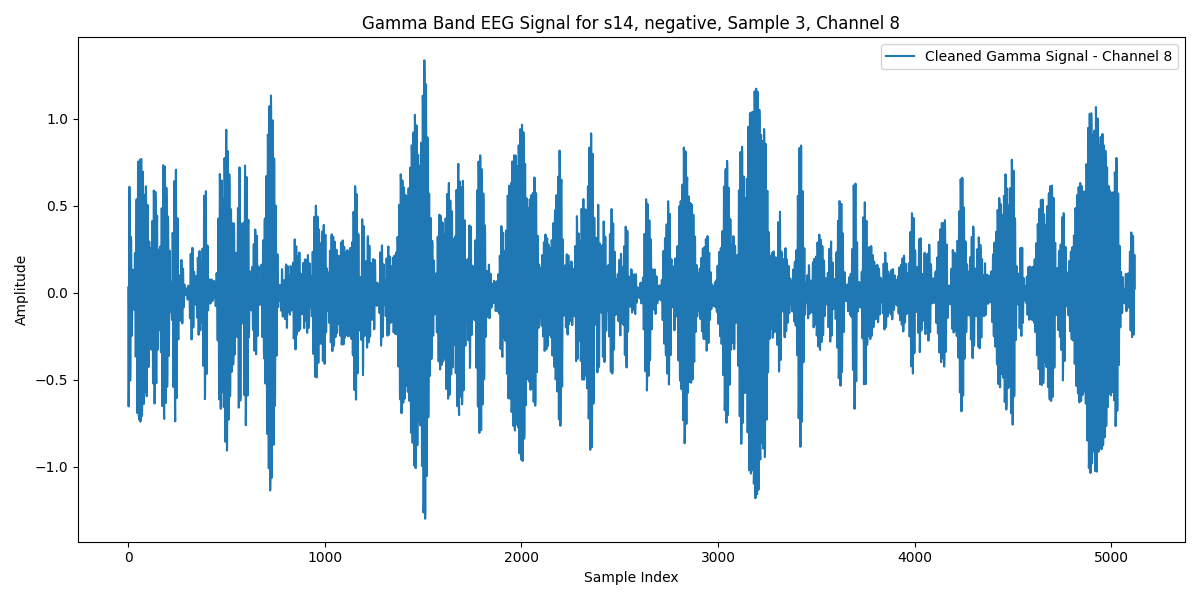 Gamma Band EEG Signal for s14, negative, Sample 3, Channel 8
Cleaned Gamma Signal - Channel 8
Amplitude
1.0
0.5
0.0
−0.5
−1.0
0 1000 2000 3000 4000 5000
Sample Index